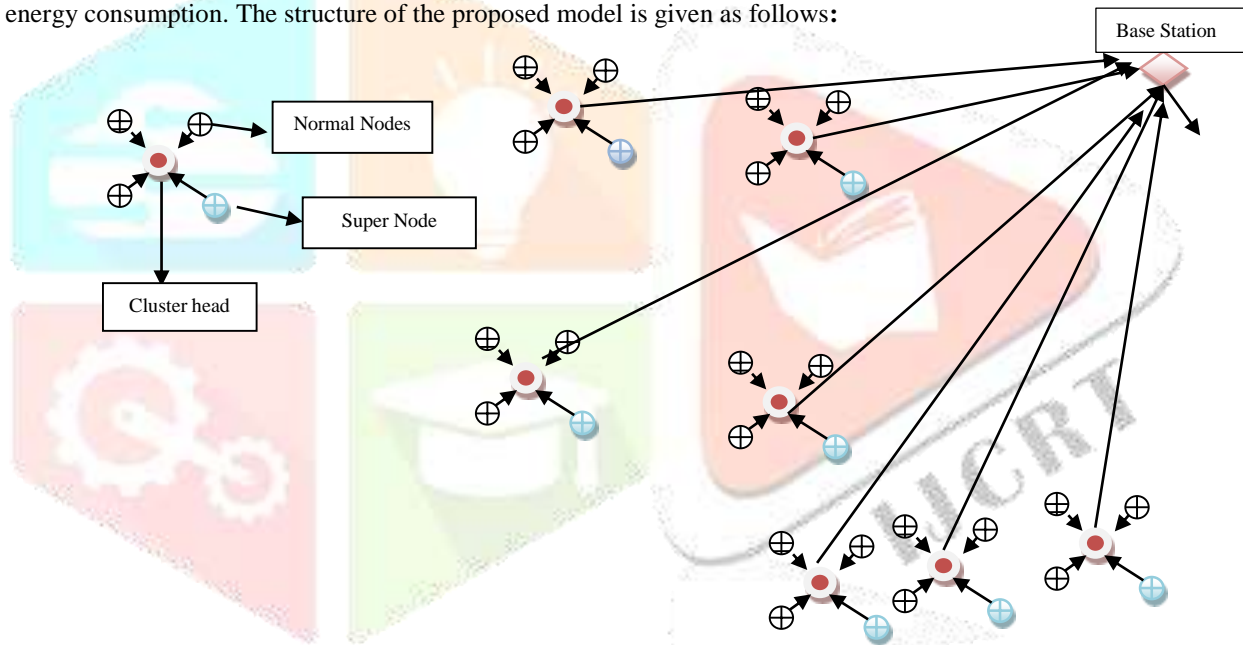 energy consumption. The structure of the proposed model is given as follows:
Base Station
Normal Nodes
Super Node
Cluster head
IJCRT